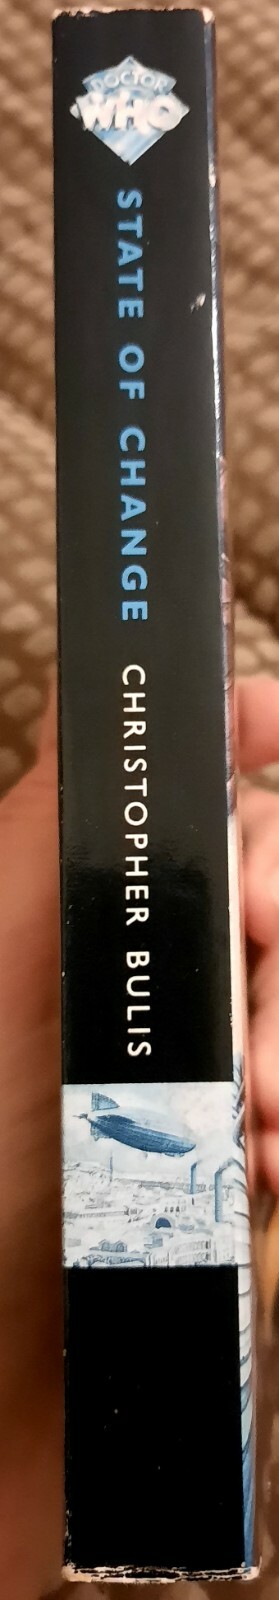 DOCTOR
WHO
STATE OF CHANGE CHRISTOPHER BULIS